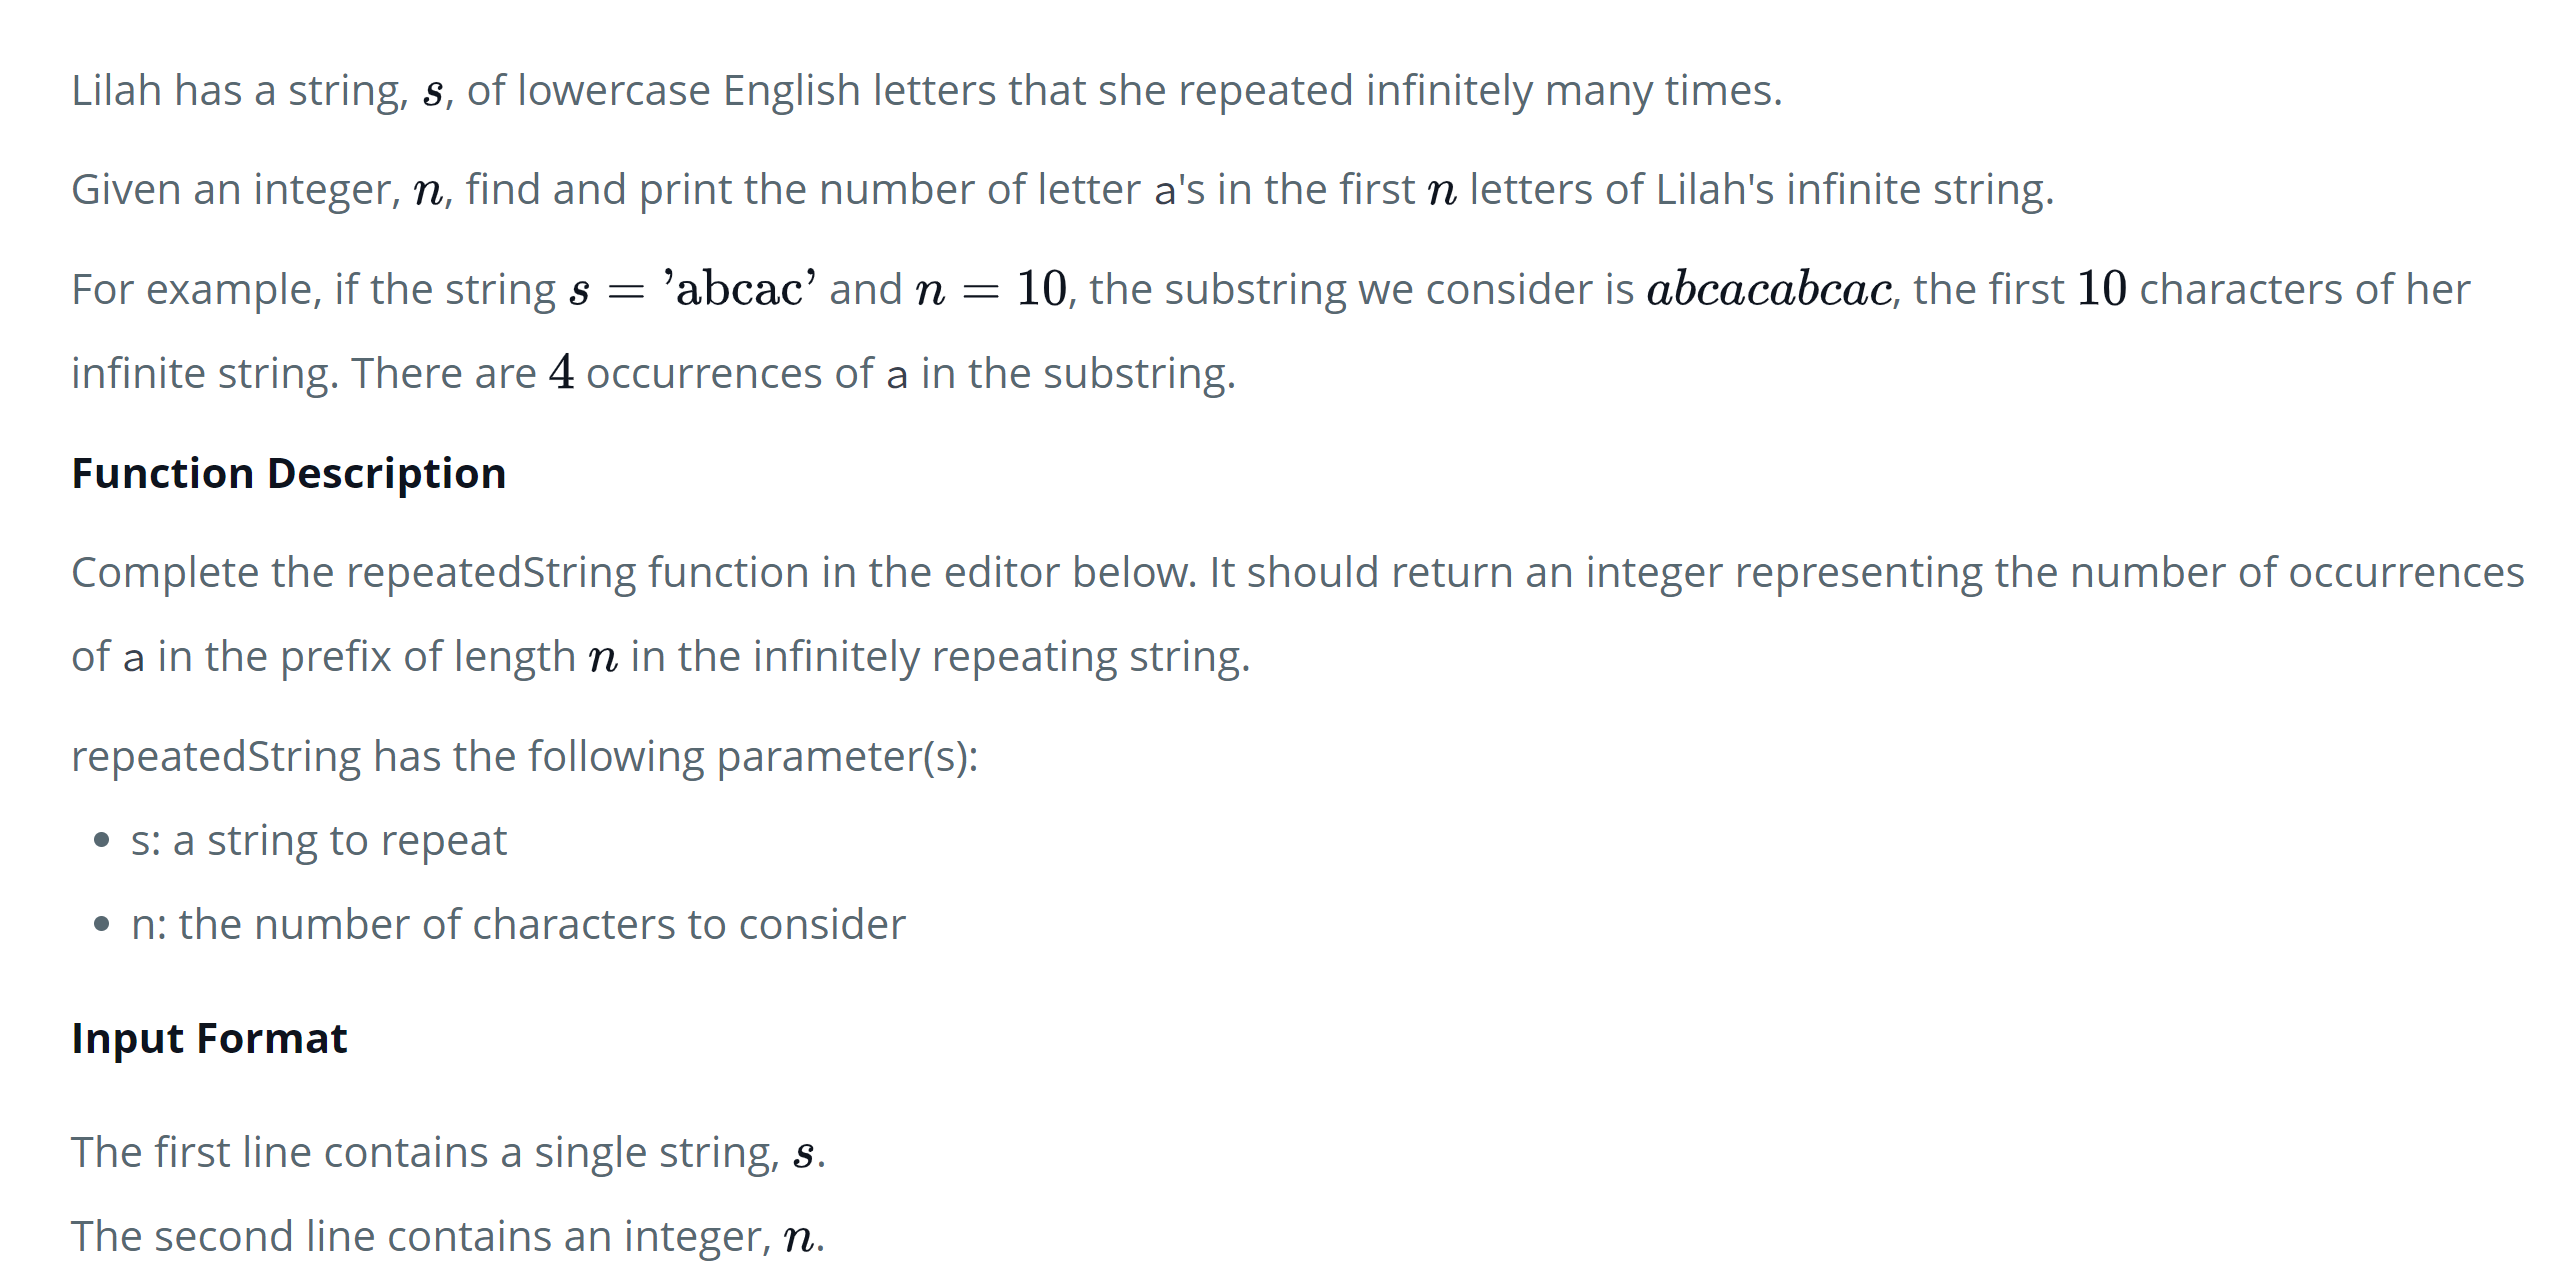 Lilah has a string, s, of lowercase English letters that she repeated infinitely many times.
Given an integer, n, find and print the number of letter a's in the first n letters of Lilah's infinite string.
For example, if the string s = 'abcac' and n = 10, the substring we consider is abcacabcac, the first 10 characters of her
infinite string. There are 4 occurrences of a in the substring.
Function Description
Complete the repeatedString function in the editor below. It should return an integer representing the number of occurrences
of a in the prefix of length n in the infinitely repeating string.
repeatedString has the following parameter(s):
• s: a string to repeat
• n: the number of characters to consider
Input Format
The first line contains a single string, s.
The second line contains an integer, n.